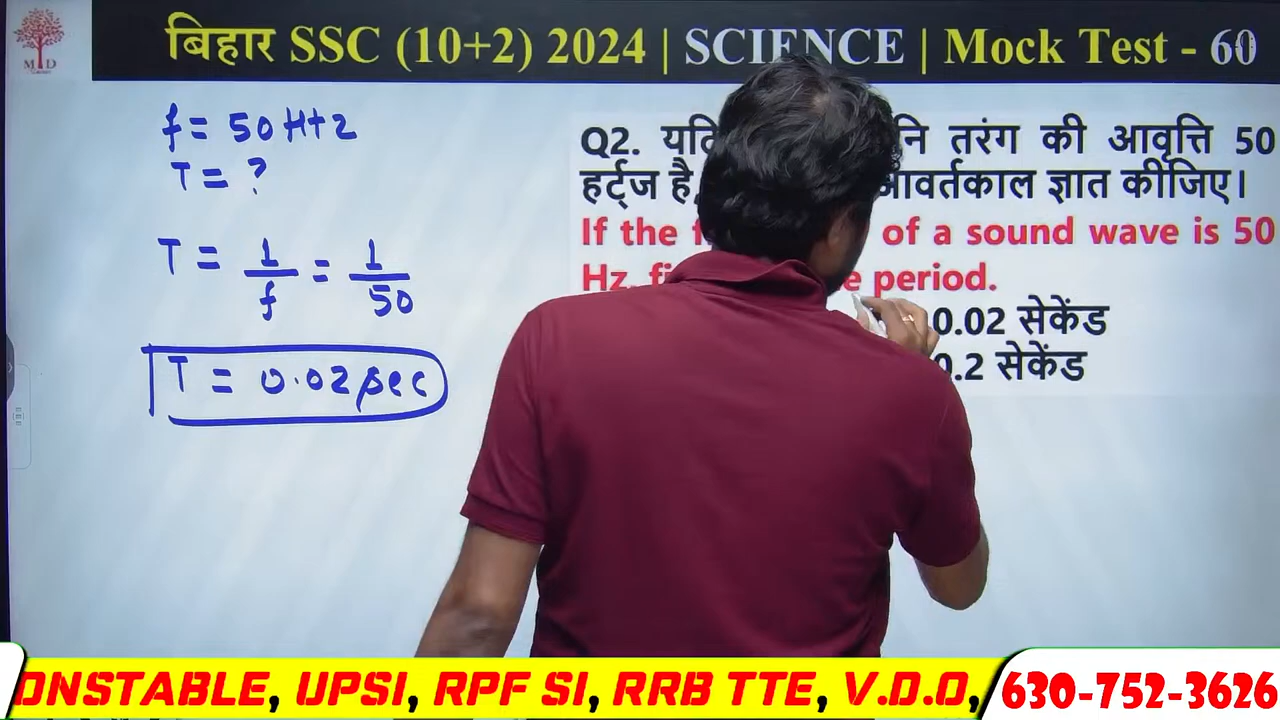 बिहार SSC (10+2) 2024 | SCIENCE | Mock Test - 60
M D
f = 50 Htz
T = ?
T = 1/f = 1/50
T = 0.02 sec
Q2. यदि तरंग की आवृत्ति 50
हर्ट्ज है, आवर्तकाल ज्ञात कीजिए।
If the of a sound wave is 50
Hz, period.
0.02 सेकेंड
0.2 सेकेंड
UPSI, RPF SI, RRB TTE, V.D.O, 630-752-3626